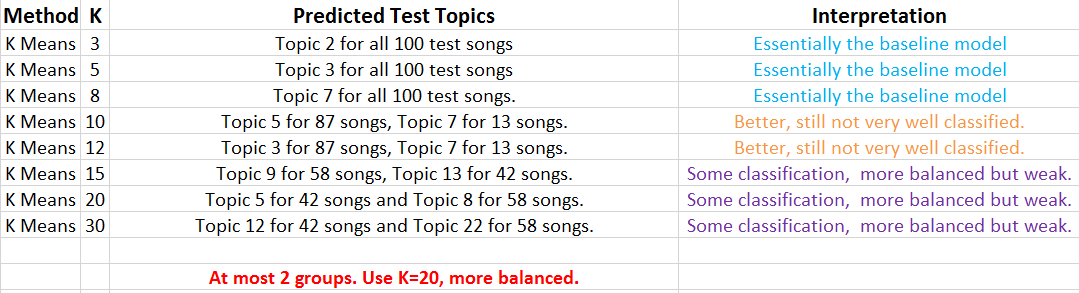 Method K Predicted Test Topics Interpretation
K Means 3 Topic 2 for all 100 test songs Essentially the baseline model
K Means 5 Topic 3 for all 100 test songs Essentially the baseline model
K Means 8 Topic 7 for all 100 test songs. Essentially the baseline model
K Means 10 Topic 5 for 87 songs, Topic 7 for 13 songs. Better, still not very well classified.
K Means 12 Topic 3 for 87 songs, Topic 7 for 13 songs. Better, still not very well classified.
K Means 15 Topic 9 for 58 songs, Topic 13 for 42 songs. Some classification,  more balanced but weak.
K Means 20 Topic 5 for 42 songs and Topic 8 for 58 songs. Some classification,  more balanced but weak.
K Means 30 Topic 12 for 42 songs and Topic 22 for 58 songs. Some classification,  more balanced but weak.
At most 2 groups. Use K=20, more balanced.